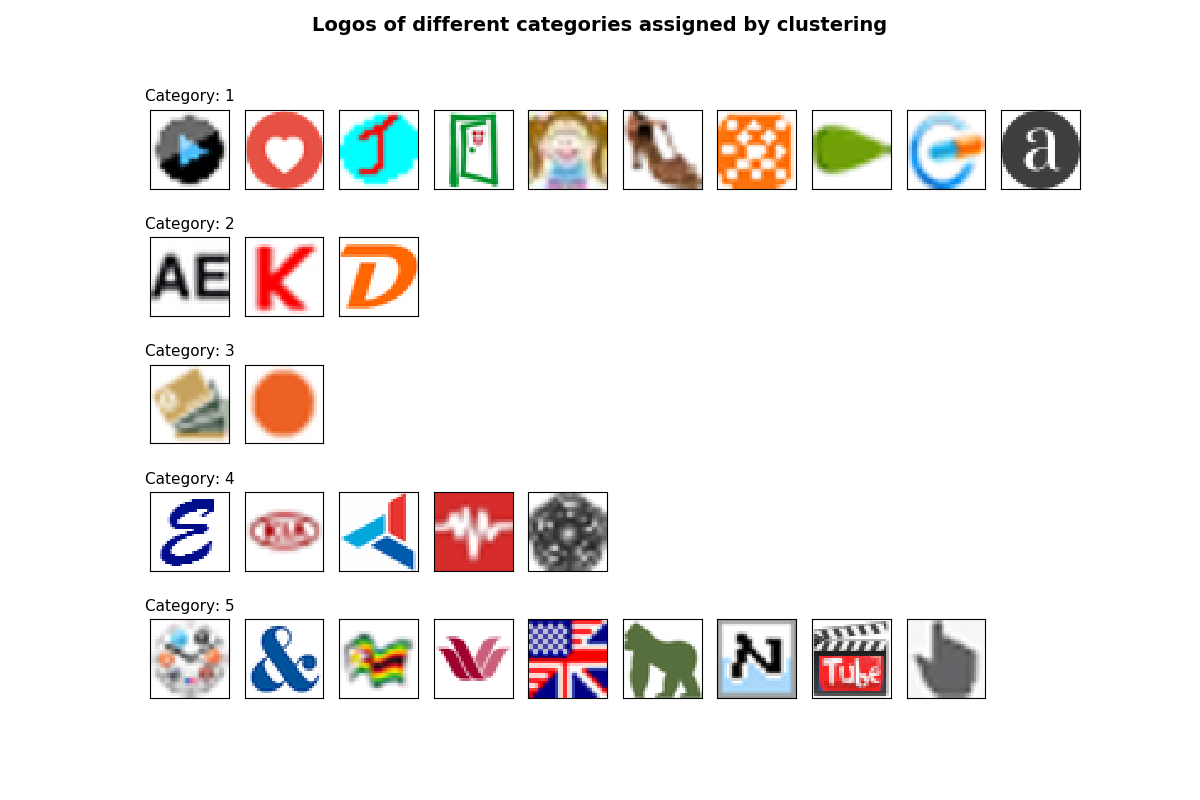 Logos of different categories assigned by clustering
Category: 1
J
a
Category: 2
AE K D
Category: 3
Category: 4
E KIA
Category: 5
& N Tube